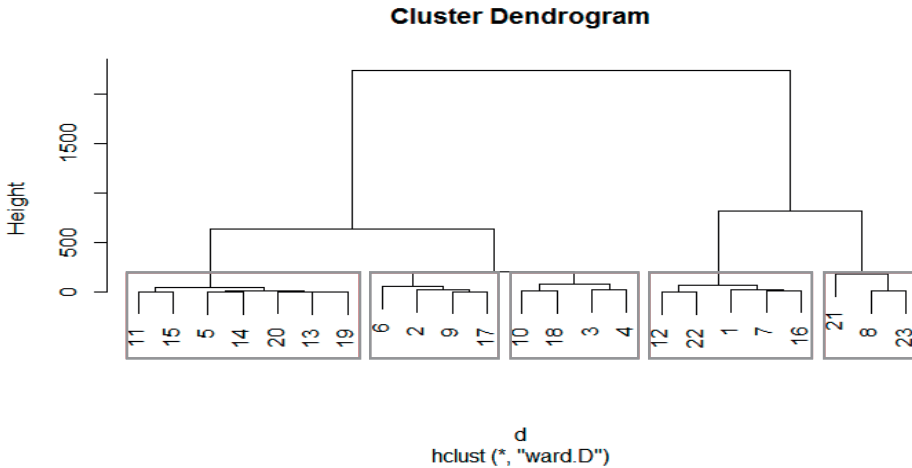 Cluster Dendrogram
Height
1500
500
0
11 15 5 14 20 13 19 6 2 9 17 10 18 3 4 12 22 1 7 16 21 8 23
d
hclust (*, "ward.D")